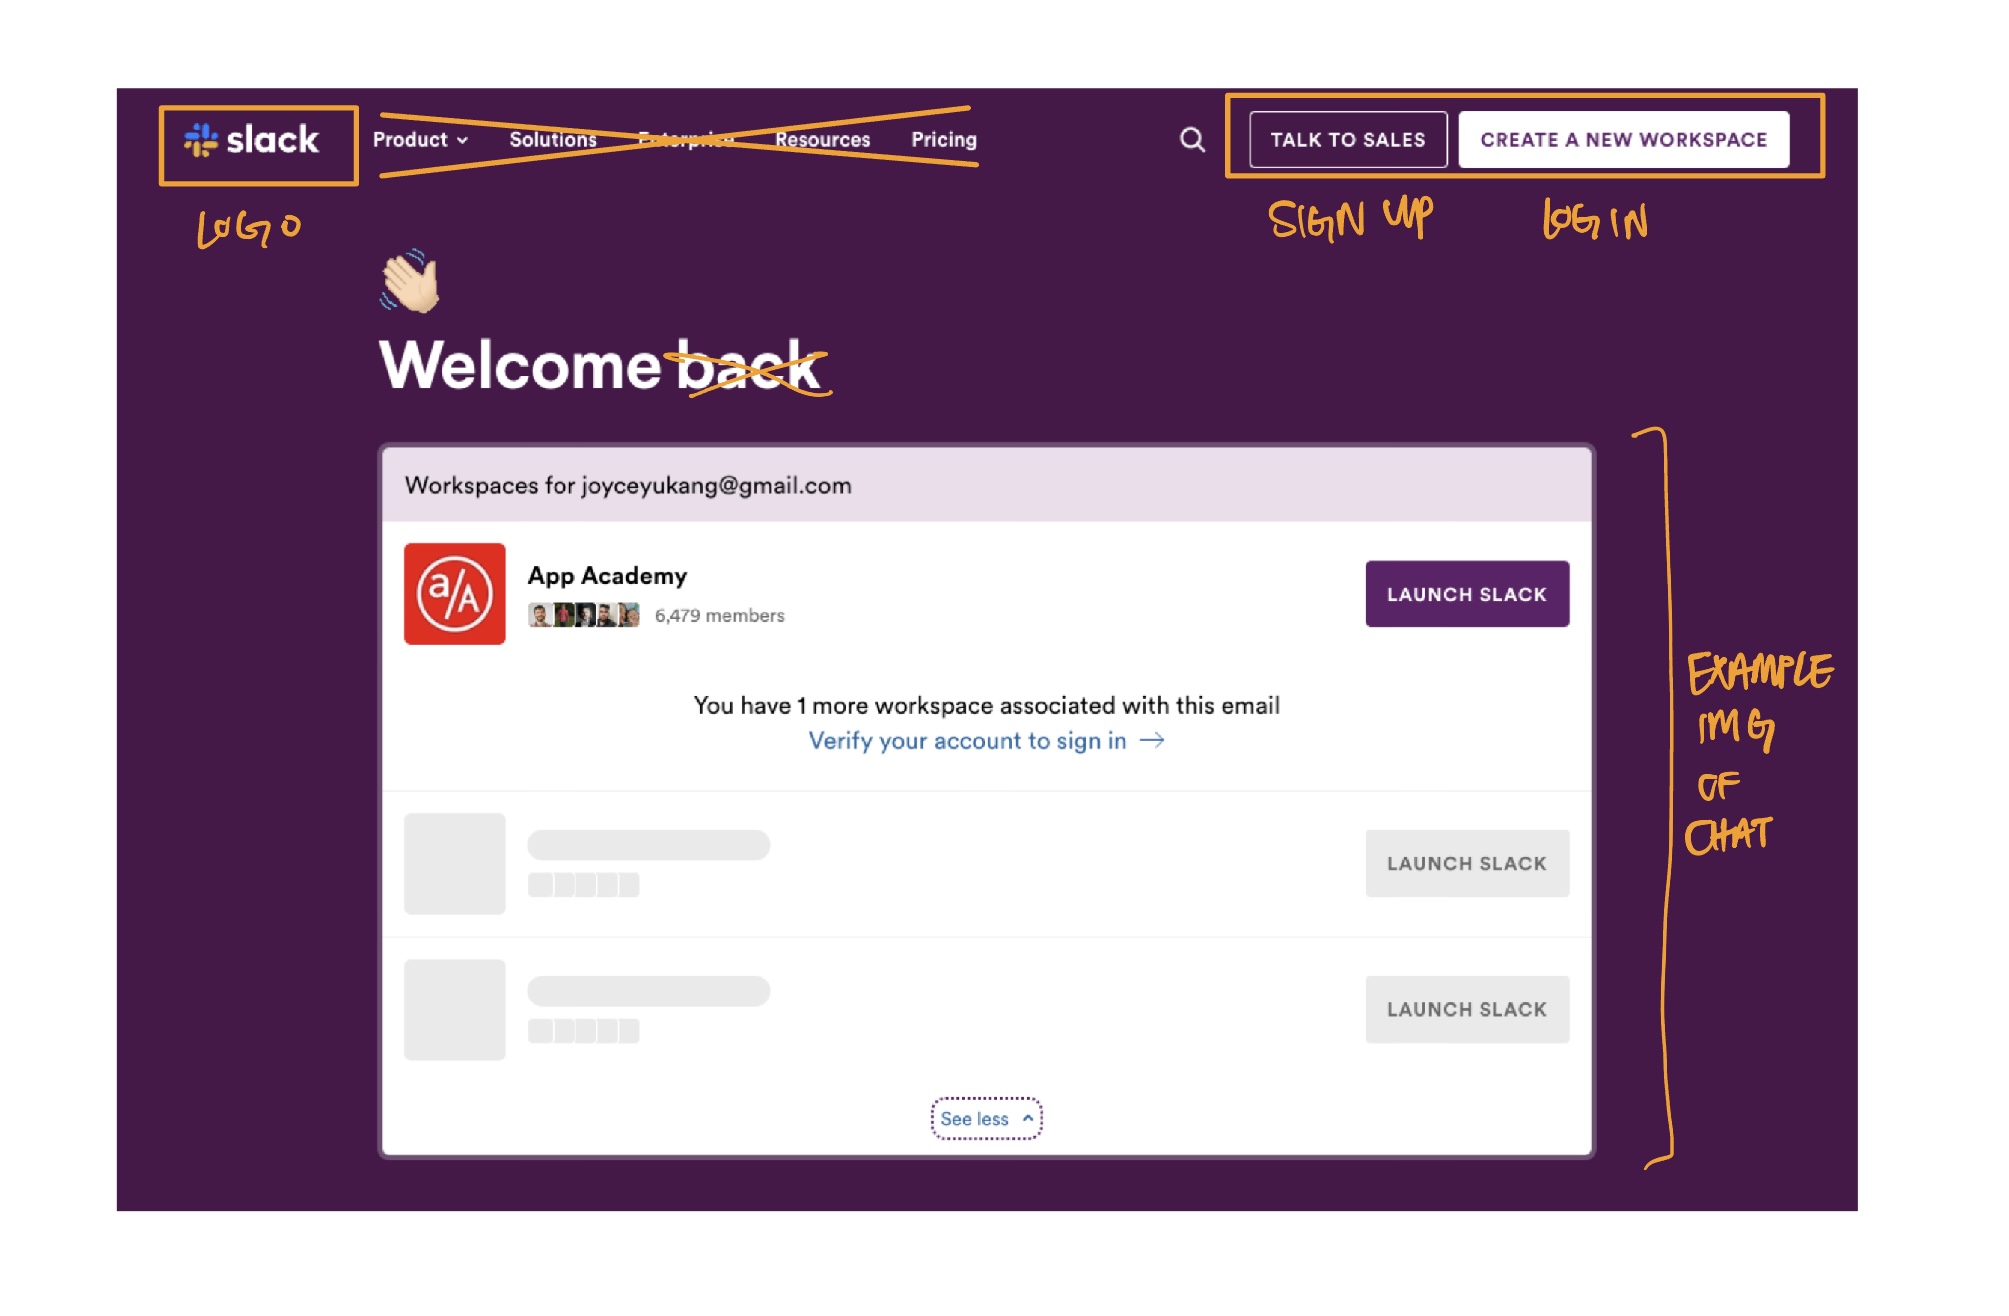 slack Product Solutions Enterprise Resources Pricing TALK TO SALES CREATE A NEW WORKSPACE
LOGO SIGN UP LOGIN
Welcome back
Workspaces for joyceyukang@gmail.com
a/A
App Academy
6,479 members
LAUNCH SLACK
You have 1 more workspace associated with this email
Verify your account to sign in →
LAUNCH SLACK
LAUNCH SLACK
See less
EXAMPLE
IMG
OF
CHAT